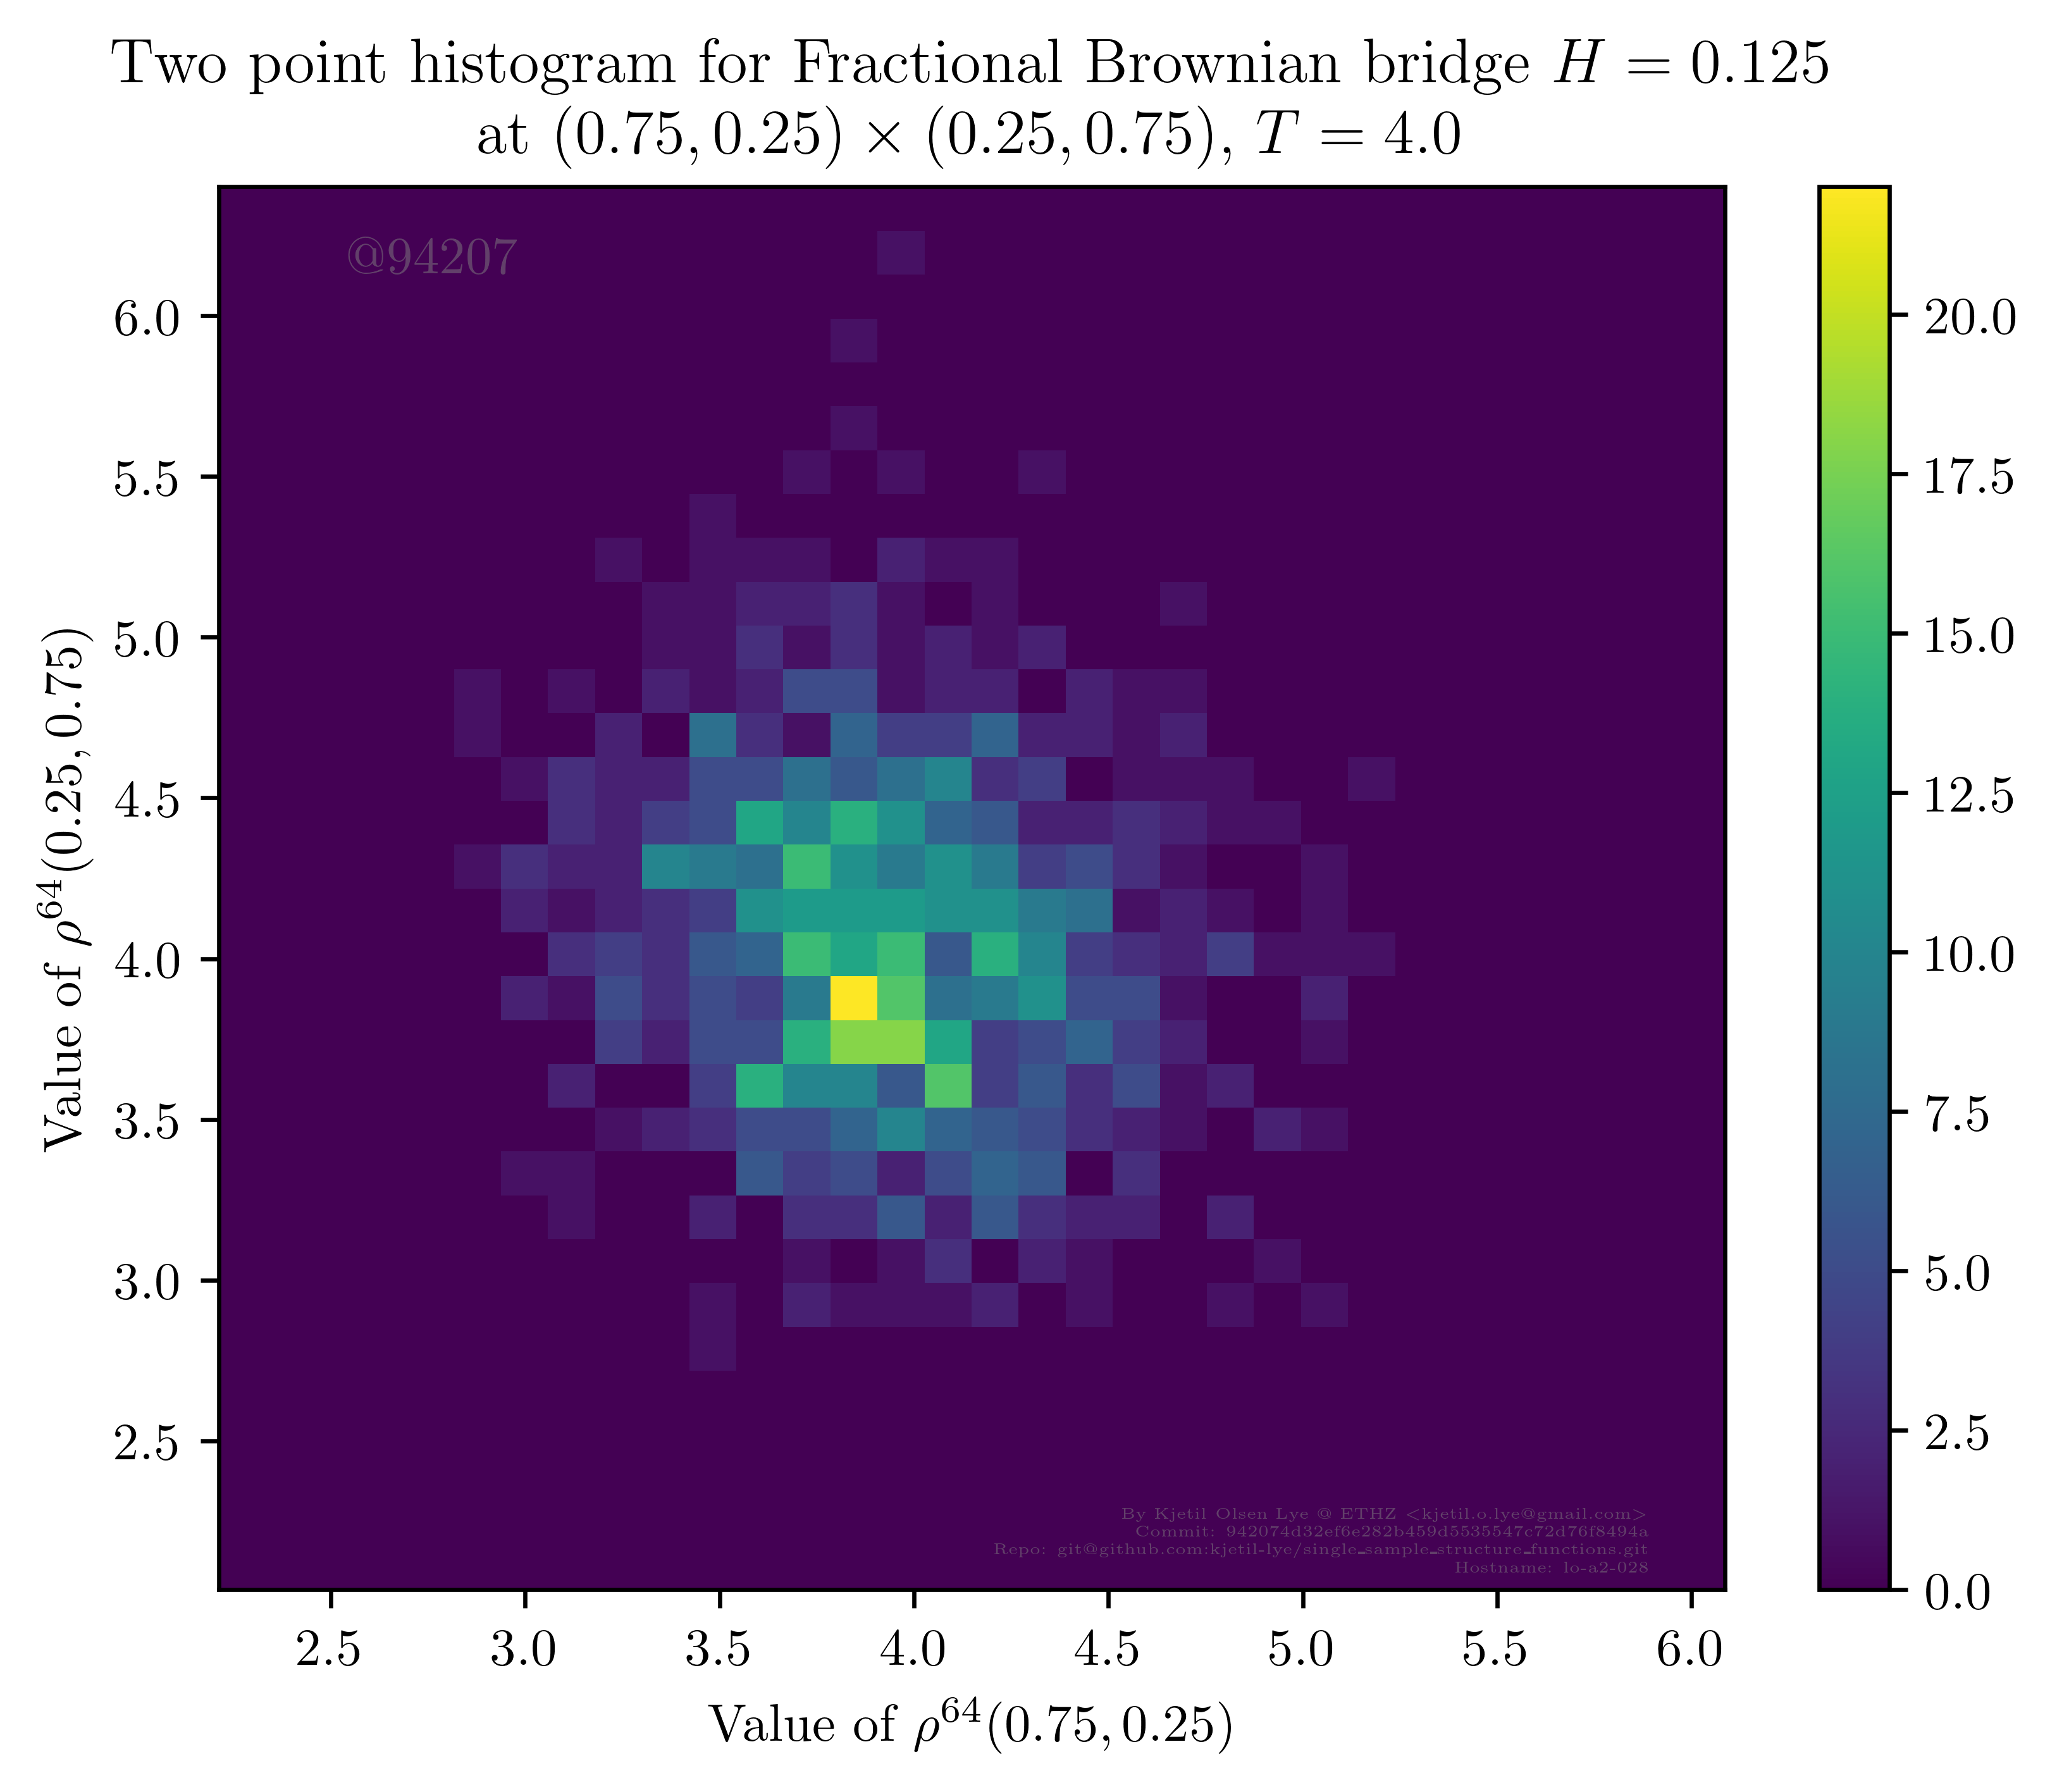 Two point histogram for Fractional Brownian bridge H = 0.125
at (0.75, 0.25) × (0.25, 0.75), T = 4.0
@94207
6.0
5.5
5.0
4.5
4.0
3.5
3.0
2.5
Value of ρ^64(0.25, 0.75)
20.0
17.5
15.0
12.5
10.0
7.5
5.0
2.5
0.0
By Kjetil Olsen Lye @ ETHZ <kjetil.o.lye@gmail.com>
Commit: 942074d32ef6e282b459d5535547c72d76f8494a
Repo: git@github.com:kjetil-lye/single_sample_structure_functions.git
Hostname: lo-a2-028
2.5 3.0 3.5 4.0 4.5 5.0 5.5 6.0
Value of ρ^64(0.75, 0.25)